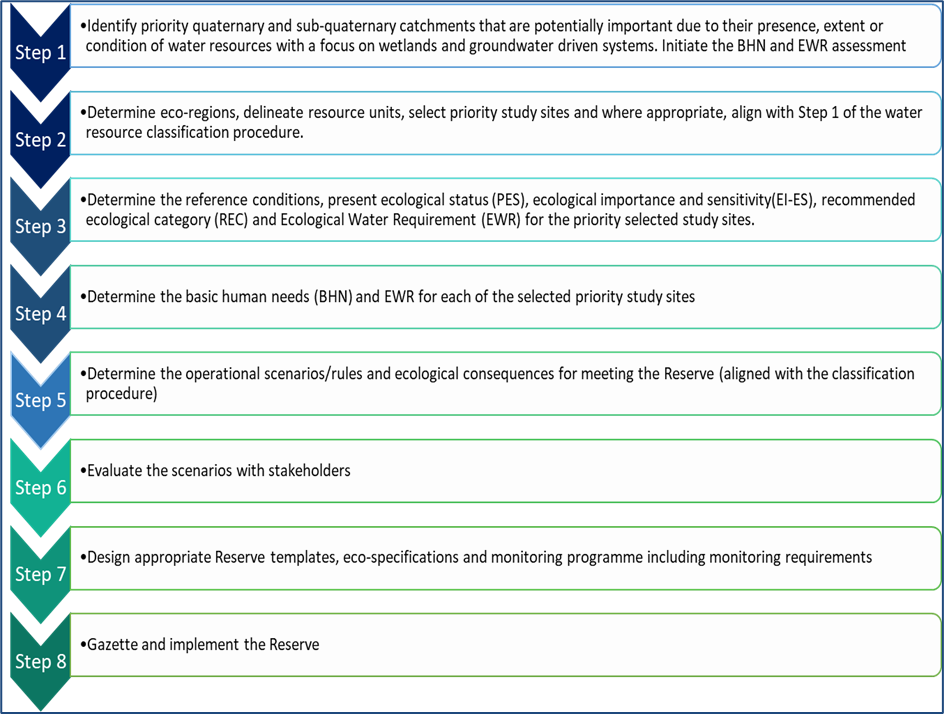 Step 1
•Identify priority quaternary and sub-quaternary catchments that are potentially important due to their presence, extent or
condition of water resources with a focus on wetlands and groundwater driven systems. Initiate the BHN and EWR assessment
Step 2
•Determine eco-regions, delineate resource units, select priority study sites and where appropriate, align with Step 1 of the water
resource classification procedure.
Step 3
•Determine the reference conditions, present ecological status (PES), ecological importance and sensitivity(EI-ES), recommended
ecological category (REC) and Ecological Water Requirement (EWR) for the priority selected study sites.
Step 4
•Determine the basic human needs (BHN) and EWR for each of the selected priority study sites
Step 5
•Determine the operational scenarios/rules and ecological consequences for meeting the Reserve (aligned with the classification
procedure)
Step 6
•Evaluate the scenarios with stakeholders
Step 7
•Design appropriate Reserve templates, eco-specifications and monitoring programme including monitoring requirements
Step 8
•Gazette and implement the Reserve